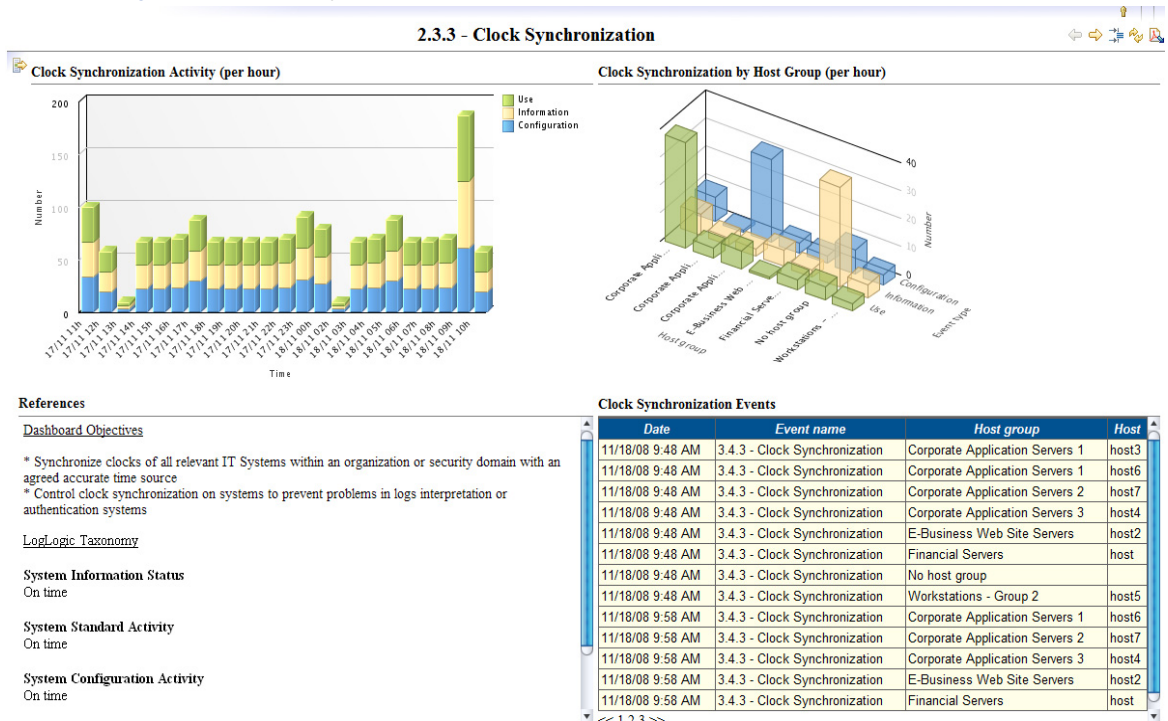 2.3.3 - Clock Synchronization
Clock Synchronization Activity (per hour)
200
150
100
50
0
Number
Use
Information
Configuration
17/11 11h
17/11 12h
17/11 13h
17/11 14h
17/11 15h
17/11 16h
17/11 17h
17/11 18h
17/11 19h
17/11 20h
17/11 21h
17/11 22h
17/11 23h
18/11 00h
18/11 02h
18/11 03h
18/11 04h
18/11 05h
18/11 06h
18/11 07h
18/11 08h
18/11 09h
18/11 10h
Time
Clock Synchronization by Host Group (per hour)
40
30
20
10
0
Number
Corporate Appli ...
Corporate Appli ...
Corporate Appli ...
E-Business Web ...
Financial Serve...
No host group
Workstations - ...
Host group
Configuration
Information
Use
Event type
References
Dashboard Objectives
* Synchronize clocks of all relevant IT Systems within an organization or security domain with an
agreed accurate time source
* Control clock synchronization on systems to prevent problems in logs interpretation or
authentication systems
LogLogic Taxonomy
System Information Status
On time
System Standard Activity
On time
System Configuration Activity
On time
Clock Synchronization Events
Date Event name Host group Host
11/18/08 9:48 AM 3.4.3 - Clock Synchronization Corporate Application Servers 1 host3
11/18/08 9:48 AM 3.4.3 - Clock Synchronization Corporate Application Servers 1 host6
11/18/08 9:48 AM 3.4.3 - Clock Synchronization Corporate Application Servers 2 host7
11/18/08 9:48 AM 3.4.3 - Clock Synchronization Corporate Application Servers 3 host4
11/18/08 9:48 AM 3.4.3 - Clock Synchronization E-Business Web Site Servers host2
11/18/08 9:48 AM 3.4.3 - Clock Synchronization Financial Servers host
11/18/08 9:48 AM 3.4.3 - Clock Synchronization No host group
11/18/08 9:48 AM 3.4.3 - Clock Synchronization Workstations - Group 2 host5
11/18/08 9:58 AM 3.4.3 - Clock Synchronization Corporate Application Servers 1 host6
11/18/08 9:58 AM 3.4.3 - Clock Synchronization Corporate Application Servers 2 host7
11/18/08 9:58 AM 3.4.3 - Clock Synchronization Corporate Application Servers 3 host4
11/18/08 9:58 AM 3.4.3 - Clock Synchronization E-Business Web Site Servers host2
11/18/08 9:58 AM 3.4.3 - Clock Synchronization Financial Servers host
<< 1 2 3 >>